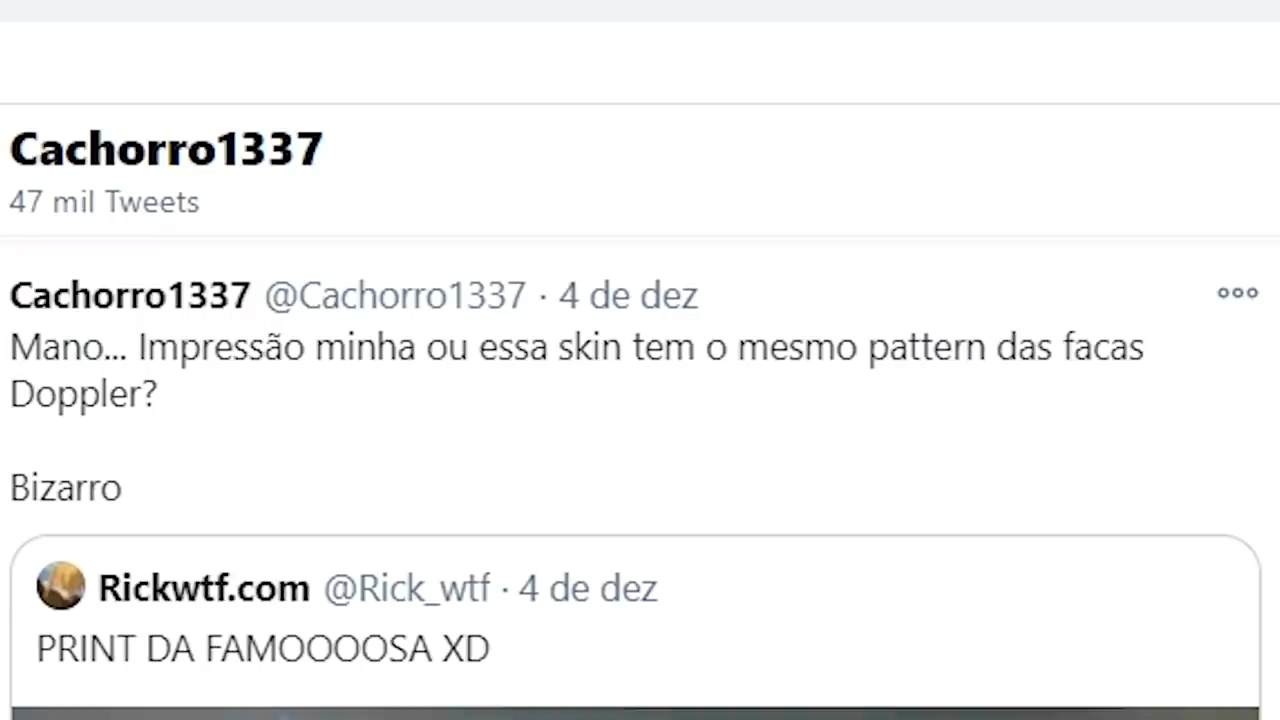 Cachorro1337
47 mil Tweets
Cachorro1337 @Cachorro1337 · 4 de dez
Mano... Impressão minha ou essa skin tem o mesmo pattern das facas
Doppler?
Bizarro
Rickwtf.com @Rick_wtf · 4 de dez
PRINT DA FAMOOOOSA XD